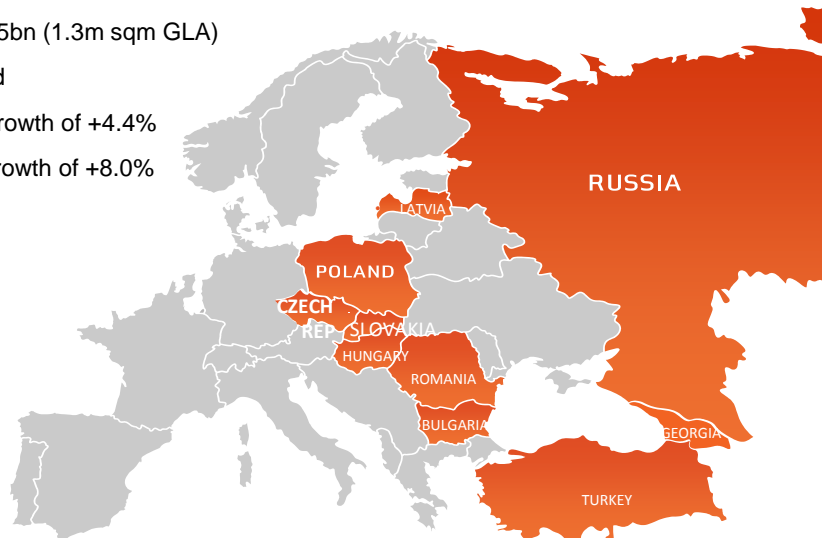 5bn (1.3m sqm GLA)
d
rowth of +4.4%
rowth of +8.0%
RUSSIA
LATVIA
POLAND
CZECH
REP
SLOVAKIA
HUNGARY
ROMANIA
BULGARIA
GEORGIA
TURKEY